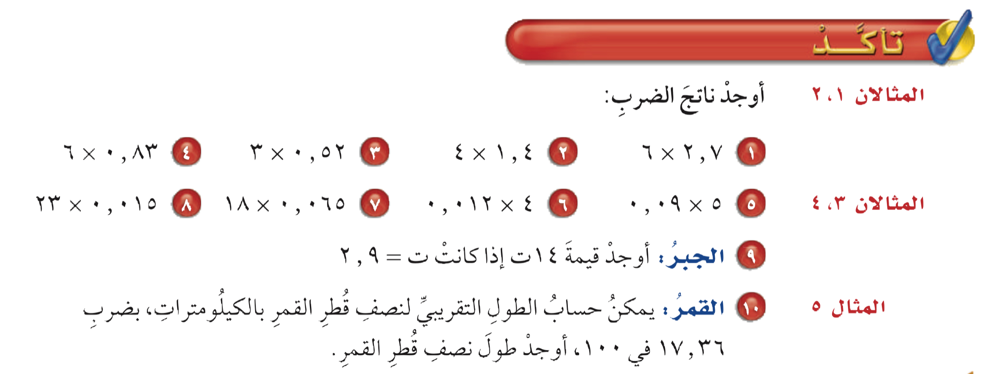 تأكَّدْ
المثالان ١، ٢ أوجدْ ناتجَ الضربِ:
١ ٢,٧ × ٦ ٢ ١,٤ × ٤ ٣ ٠,٥٢ × ٣ ٤ ٠,٨٣ × ٦
المثالان ٣، ٤ ٥ ٠,٠٩ × ٥ ٦ ٠,٠١٢ × ٤ ٧ ٠,٠٦٥ × ١٨ ٨ ٠,٠١٥ × ٢٣
٩ الجبرُ: أوجدْ قيمةَ ١٤ت إذا كانتْ ت = ٢,٩
المثال ٥ ١٠ القمرُ: يمكنُ حسابُ الطولِ التقريبيِّ لنصفِ قُطرِ القمرِ بالكيلُومتراتِ، بضربِ
١٧,٣٦ في ١٠٠، أوجدْ طولَ نصفِ قُطرِ القمرِ.